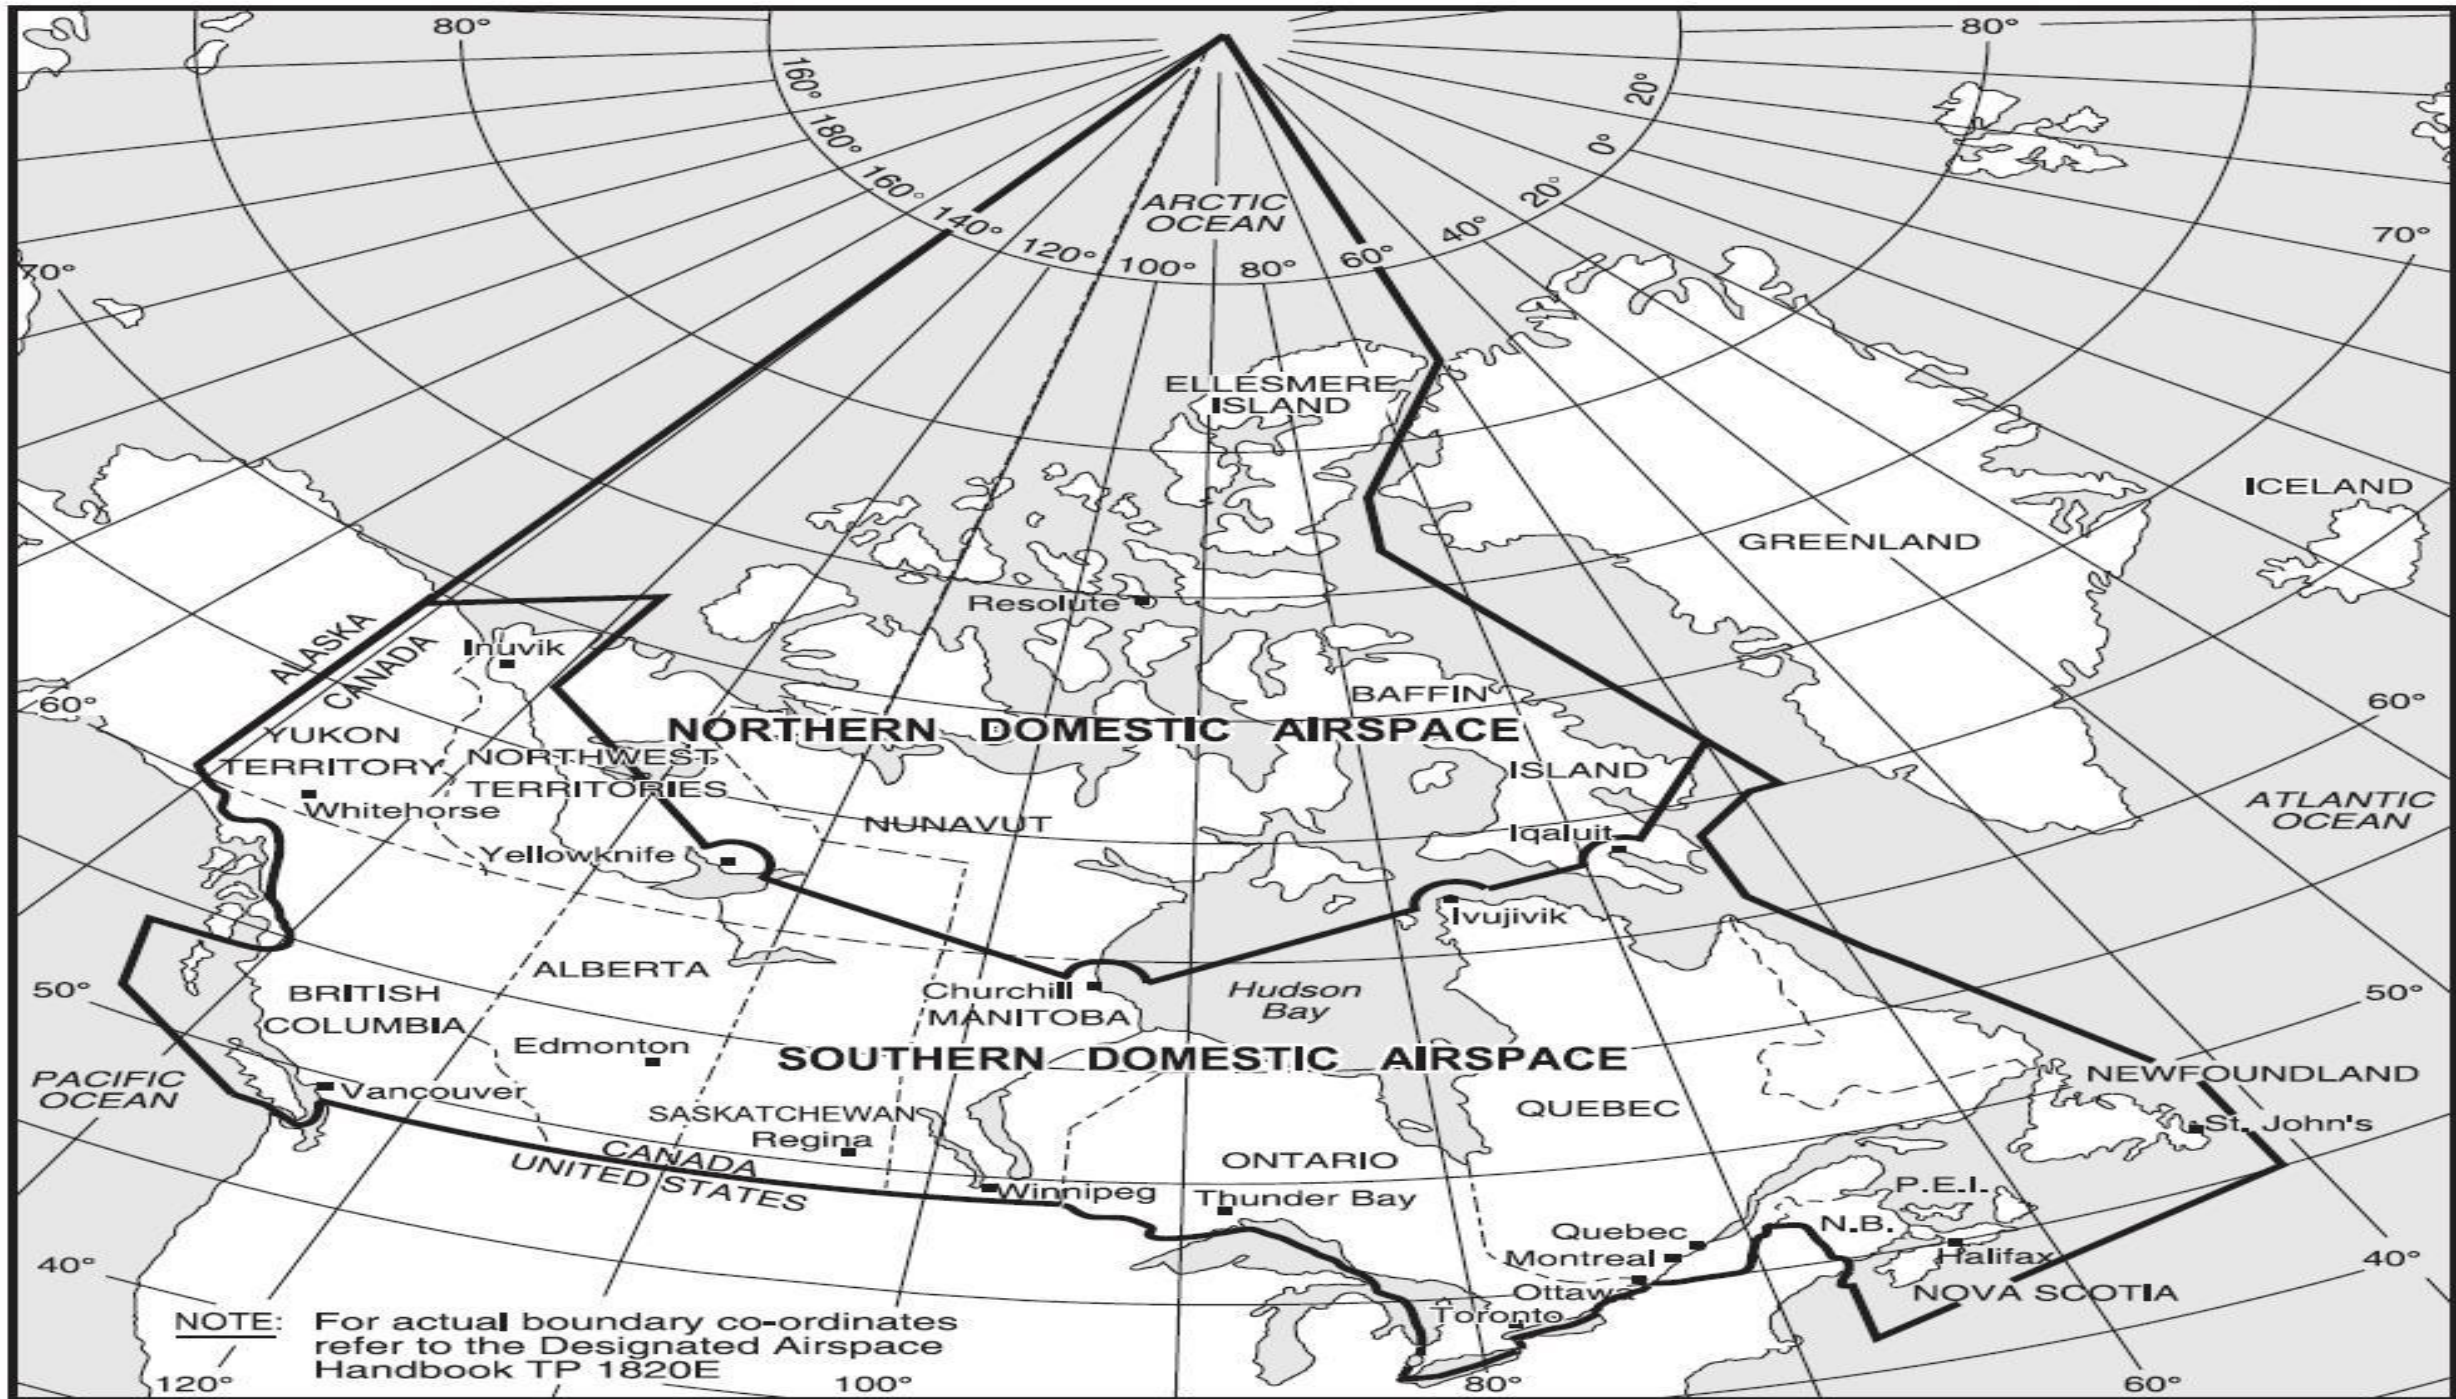 80°
80°
160°
180°
160°
140°
120°
100°
80°
60°
40°
20°
0°
20°
ARCTIC
OCEAN
70°
70°
ELLESMERE
ISLAND
ICELAND
GREENLAND
Resolute
ALASKA
CANADA
Inuvik
60°
60°
BAFFIN
NORTHERN DOMESTIC AIRSPACE
YUKON
TERRITORY
NORTHWEST
TERRITORIES
ISLAND
Whitehorse
NUNAVUT
ATLANTIC
OCEAN
Iqaluit
Yellowknife
Ivujivik
ALBERTA
50°
50°
BRITISH
COLUMBIA
Churchill
MANITOBA
Hudson
Bay
Edmonton
SOUTHERN DOMESTIC AIRSPACE
PACIFIC
OCEAN
Vancouver
NEWFOUNDLAND
SASKATCHEWAN
Regina
QUEBEC
St. John's
CANADA
UNITED STATES
ONTARIO
Winnipeg
Thunder Bay
P.E.I.
N.B.
Quebec
Montreal
Halifax
40°
40°
Ottawa
NOVA SCOTIA
Toronto
NOTE: For actual boundary co-ordinates
refer to the Designated Airspace
Handbook TP 1820E
120°
100°
80°
60°